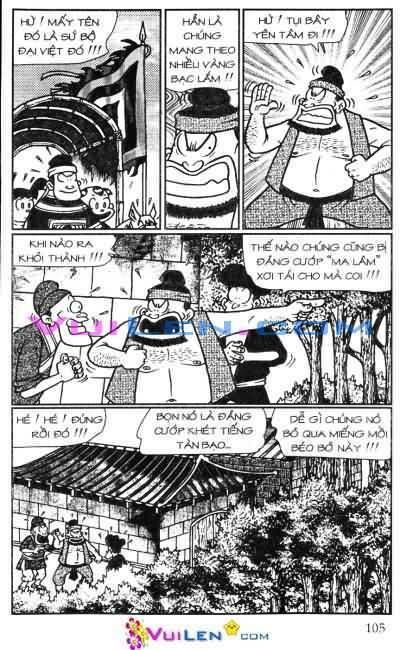 HỪ ! MẤY TÊN
ĐÓ LÀ SỨ BỘ
ĐẠI VIỆT ĐÓ !!!
HẲN LÀ
CHÚNG
MANG THEO
NHIỀU VÀNG
BẠC LẮM !!
HỪ ! TỤI BÂY
YÊN TÂM ĐI !!!
KHI NÀO RA
KHỎI THÀNH !!!
THẾ NÀO CHÚNG CŨNG BỊ
ĐẢNG CƯỚP "MA LÂM"
XƠI TÁI CHO MÀ COI !!!
VUILEN.COM
HÉ ! HÉ ! ĐÚNG
RỒI ĐÓ !!!
BỌN NÓ LÀ ĐẢNG
CƯỚP KHÉT TIẾNG
TÀN BẠO...
DỄ GÌ CHÚNG NÓ
BỎ QUA MIẾNG MỒI
BÉO BỞ NÀY !!!
105
VUILEN.COM